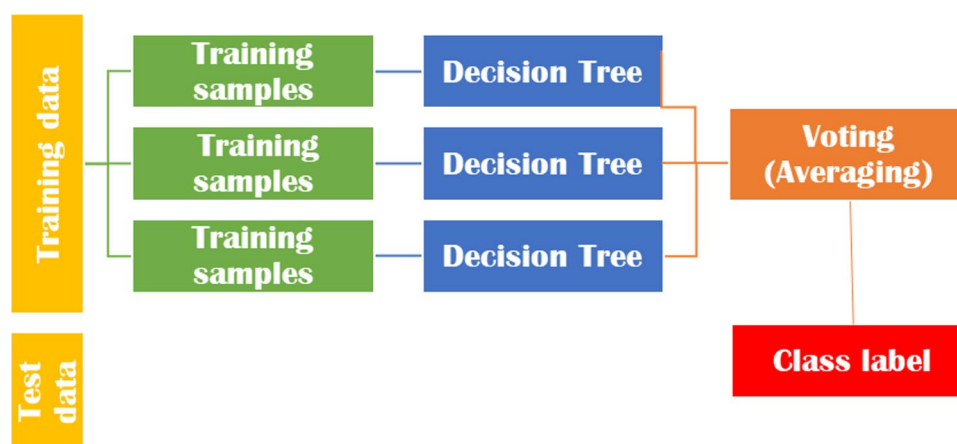 Training data
Training
samples
Decision Tree
Training
samples
Decision Tree
Training
samples
Decision Tree
Voting
(Averaging)
Class label
Test
data